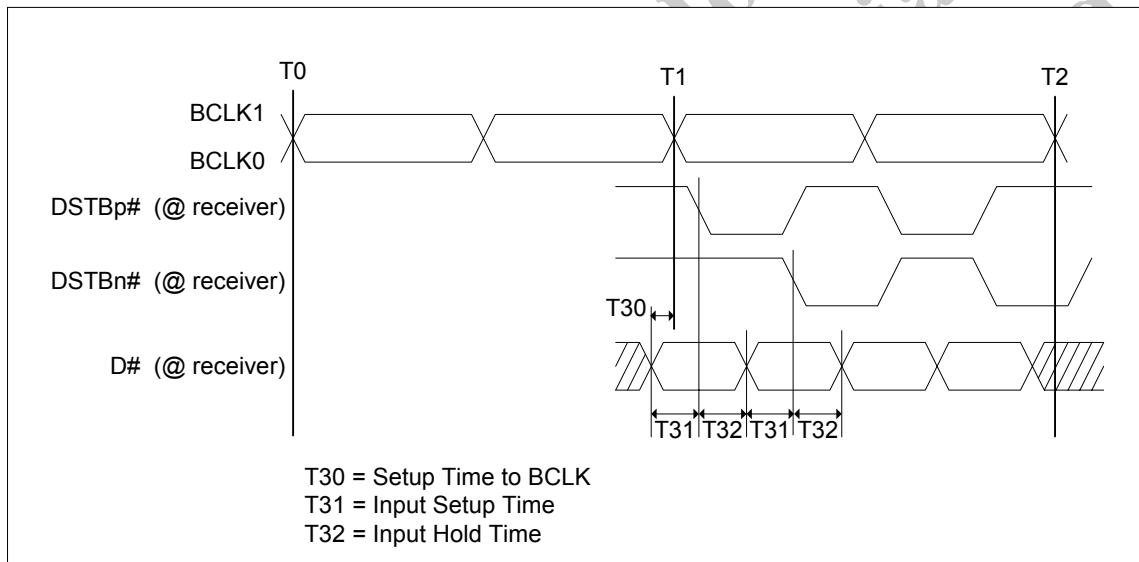 T0 T1 T2
BCLK1
BCLK0
DSTBp# (@ receiver)
DSTBn# (@ receiver)
T30
D# (@ receiver)
T31 T32 T31 T32
T30 = Setup Time to BCLK
T31 = Input Setup Time
T32 = Input Hold Time